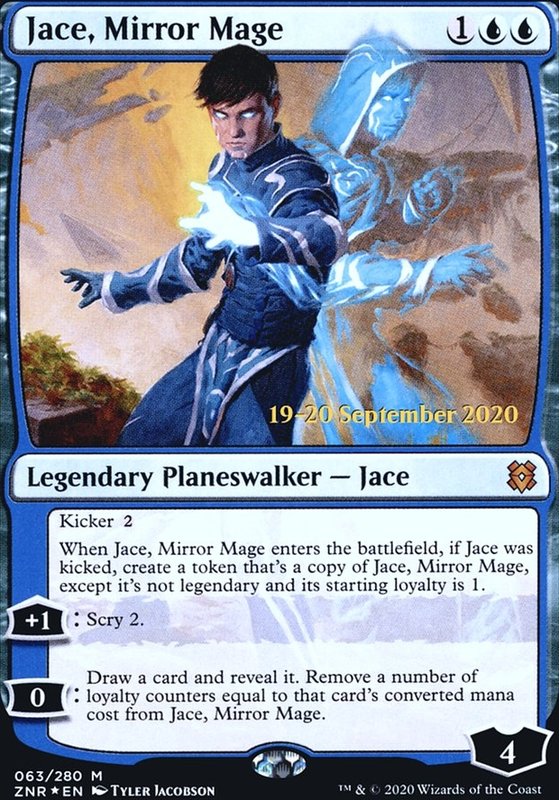 Jace, Mirror Mage 1
19-20 September 2020
Legendary Planeswalker — Jace
Kicker 2
When Jace, Mirror Mage enters the battlefield, if Jace was
kicked, create a token that's a copy of Jace, Mirror Mage,
except it's not legendary and its starting loyalty is 1.
+1 : Scry 2.
Draw a card and reveal it. Remove a number of
0 : loyalty counters equal to that card's converted mana
cost from Jace, Mirror Mage.
4
063/280 M
ZNR ★ EN Tyler Jacobson
™ & © 2020 Wizards of the Coast